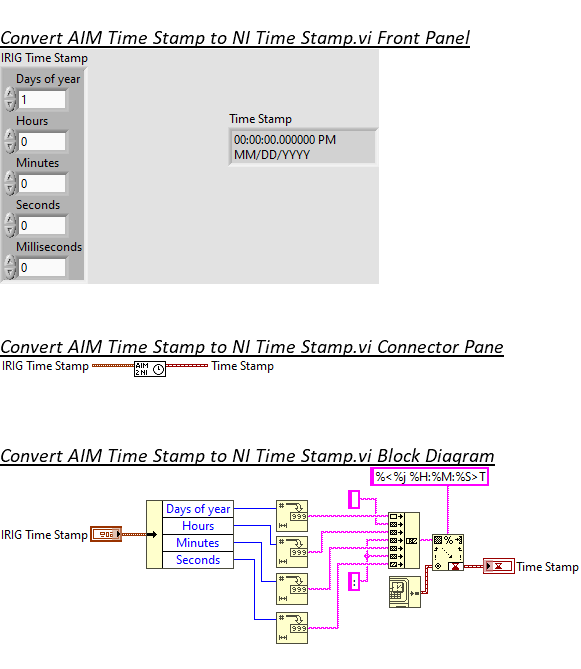 Convert AIM Time Stamp to NI Time Stamp.vi Front Panel
IRIG Time Stamp
Days of year
1
Hours
0
Minutes
0
Seconds
0
Milliseconds
0
Time Stamp
00:00:00.000000 PM
MM/DD/YYYY
Convert AIM Time Stamp to NI Time Stamp.vi Connector Pane
IRIG Time Stamp
AIM
2 NI
Time Stamp
Convert AIM Time Stamp to NI Time Stamp.vi Block Diagram
%<%j %H:%M:%S>T
IRIG Time Stamp
Days of year
Hours
Minutes
Seconds
#
999
#
999
#
999
#
999
:
%
Time Stamp